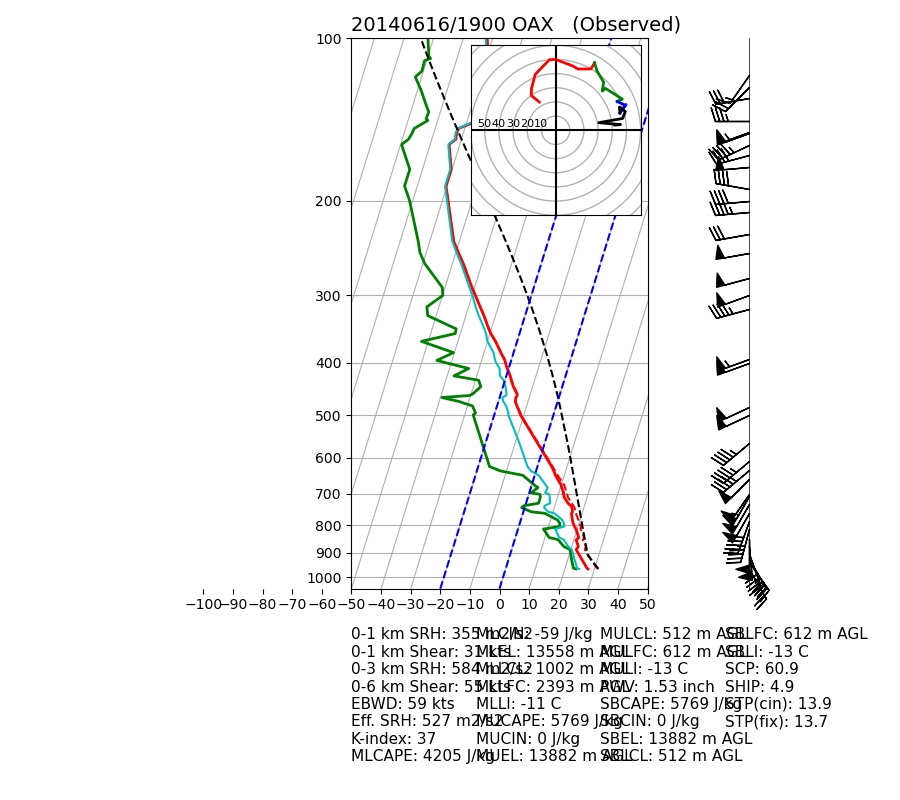 20140616/1900 OAX (Observed)
100
200
300
400
500
600
700
800
900
1000
50 40 30 20 10
−100 −90 −80 −70 −60 −50 −40 −30 −20 −10 0 10 20 30 40 50
0-1 km SRH: 355 m2/s2
0-1 km Shear: 31 kts
0-3 km SRH: 584 m2/s2
0-6 km Shear: 55 kts
EBWD: 59 kts
Eff. SRH: 527 m2/s2
K-index: 37
MLCAPE: 4205 J/kg
MLCIN: -59 J/kg
MLEL: 13558 m AGL
MLLCL: 1002 m AGL
MLLFC: 2393 m AGL
MLLI: -11 C
MUCAPE: 5769 J/kg
MUCIN: 0 J/kg
MUEL: 13882 m AGL
MULCL: 512 m AGL
MULFC: 612 m AGL
MULI: -13 C
PWV: 1.53 inch
SBCAPE: 5769 J/kg
SBCIN: 0 J/kg
SBEL: 13882 m AGL
SBLCL: 512 m AGL
SBLFC: 612 m AGL
SBLI: -13 C
SCP: 60.9
SHIP: 4.9
STP(cin): 13.9
STP(fix): 13.7